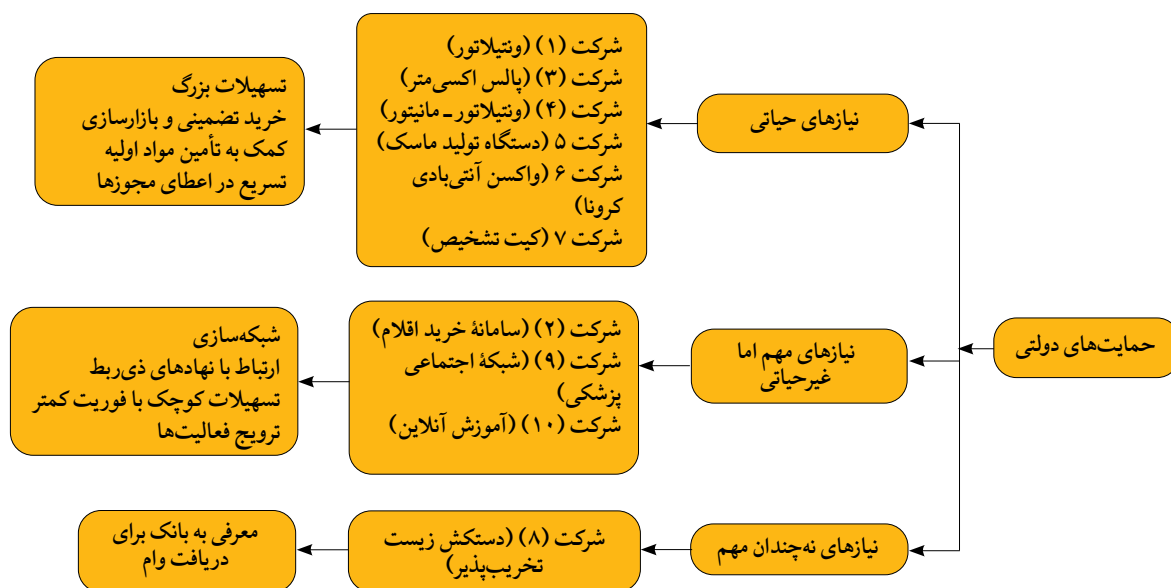 حمایت‌های دولتی
نیازهای حیاتی
شرکت (۱) (ونتیلاتور)
شرکت (۳) (پالس اکسی‌متر)
شرکت (۴) (ونتیلاتور ـ مانیتور)
شرکت ۵ (دستگاه تولید ماسک)
شرکت ۶ (واکسن آنتی‌بادی
کرونا)
شرکت ۷ (کیت تشخیص)
تسهیلات بزرگ
خرید تضمینی و بازارسازی
کمک به تأمین مواد اولیه
تسریع در اعطای مجوزها
نیازهای مهم اما
غیرحیاتی
شرکت (۲) (سامانهٔ خرید اقلام)
شرکت (۹) (شبکهٔ اجتماعی
پزشکی)
شرکت (۱۰) (آموزش آنلاین)
شبکه‌سازی
ارتباط با نهادهای ذی‌ربط
تسهیلات کوچک با فوریت کمتر
ترویج فعالیت‌ها
نیازهای نه‌چندان مهم
شرکت (۸) (دستکش زیست
تخریب‌پذیر)
معرفی به بانک برای
دریافت وام